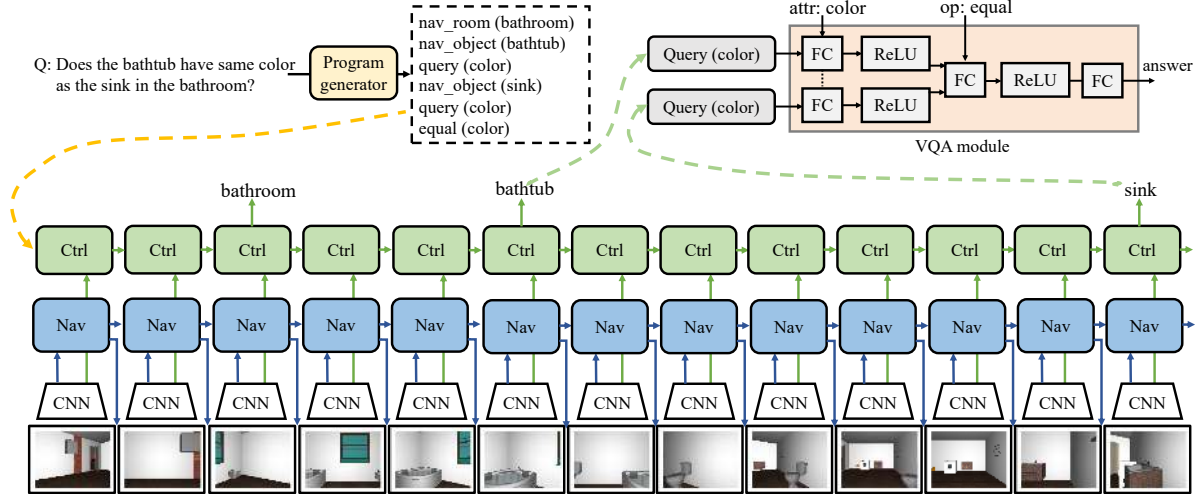 Q: Does the bathtub have same color
as the sink in the bathroom?
Program
generator
nav_room (bathroom)
nav_object (bathtub)
query (color)
nav_object (sink)
query (color)
equal (color)
attr: color
op: equal
Query (color)
FC
ReLU
FC
ReLU
FC
answer
Query (color)
FC
ReLU
VQA module
bathroom
bathtub
sink
Ctrl Ctrl Ctrl Ctrl Ctrl Ctrl Ctrl Ctrl Ctrl Ctrl Ctrl Ctrl Ctrl
Nav Nav Nav Nav Nav Nav Nav Nav Nav Nav Nav Nav Nav
CNN CNN CNN CNN CNN CNN CNN CNN CNN CNN CNN CNN CNN